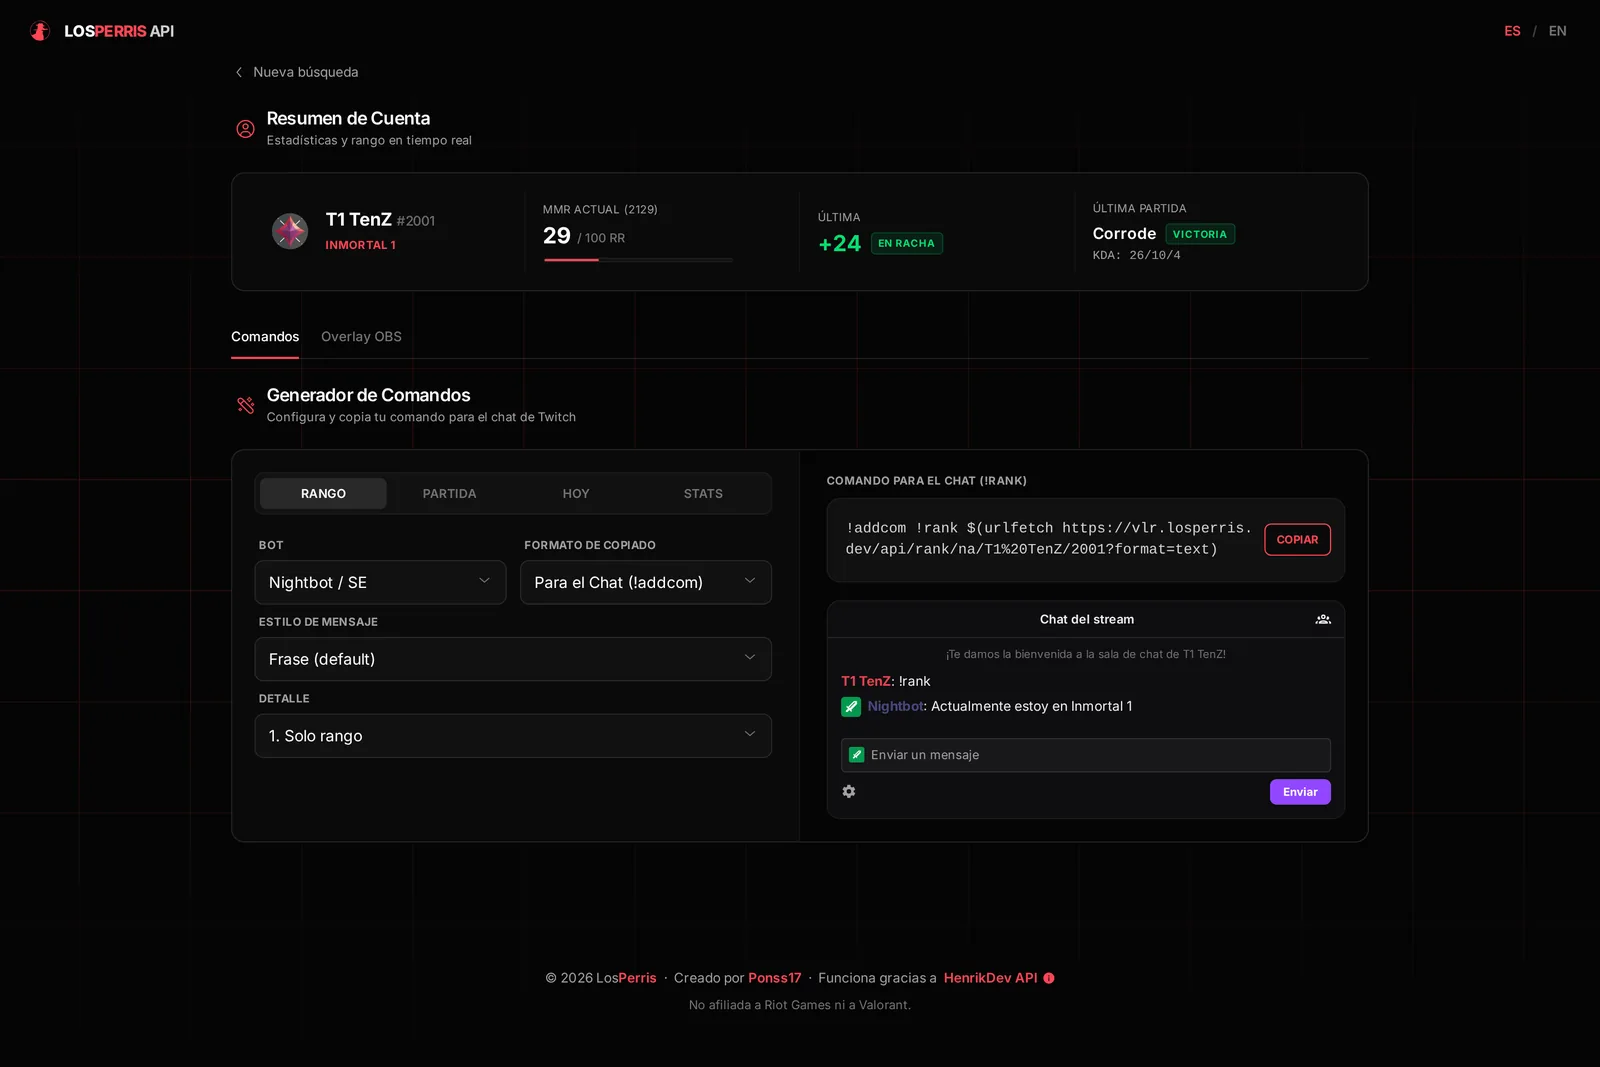 LOSPERRIS API
ES / EN
Nueva búsqueda
Resumen de Cuenta
Estadísticas y rango en tiempo real
T1 TenZ #2001
INMORTAL 1
MMR ACTUAL (2129)
29 / 100 RR
ÚLTIMA
+24 EN RACHA
ÚLTIMA PARTIDA
Corrode VICTORIA
KDA: 26/10/4
Comandos Overlay OBS
Generador de Comandos
Configura y copia tu comando para el chat de Twitch
RANGO PARTIDA HOY STATS
BOT
Nightbot / SE
FORMATO DE COPIADO
Para el Chat (!addcom)
ESTILO DE MENSAJE
Frase (default)
DETALLE
1. Solo rango
COMANDO PARA EL CHAT (!RANK)
!addcom !rank $(urlfetch https://vlr.losperris.
dev/api/rank/na/T1%20TenZ/2001?format=text)
COPIAR
Chat del stream
¡Te damos la bienvenida a la sala de chat de T1 TenZ!
T1 TenZ: !rank
Nightbot: Actualmente estoy en Inmortal 1
Enviar un mensaje
Enviar
© 2026 LosPerris · Creado por Ponss17 · Funciona gracias a HenrikDev API
No afiliada a Riot Games ni a Valorant.